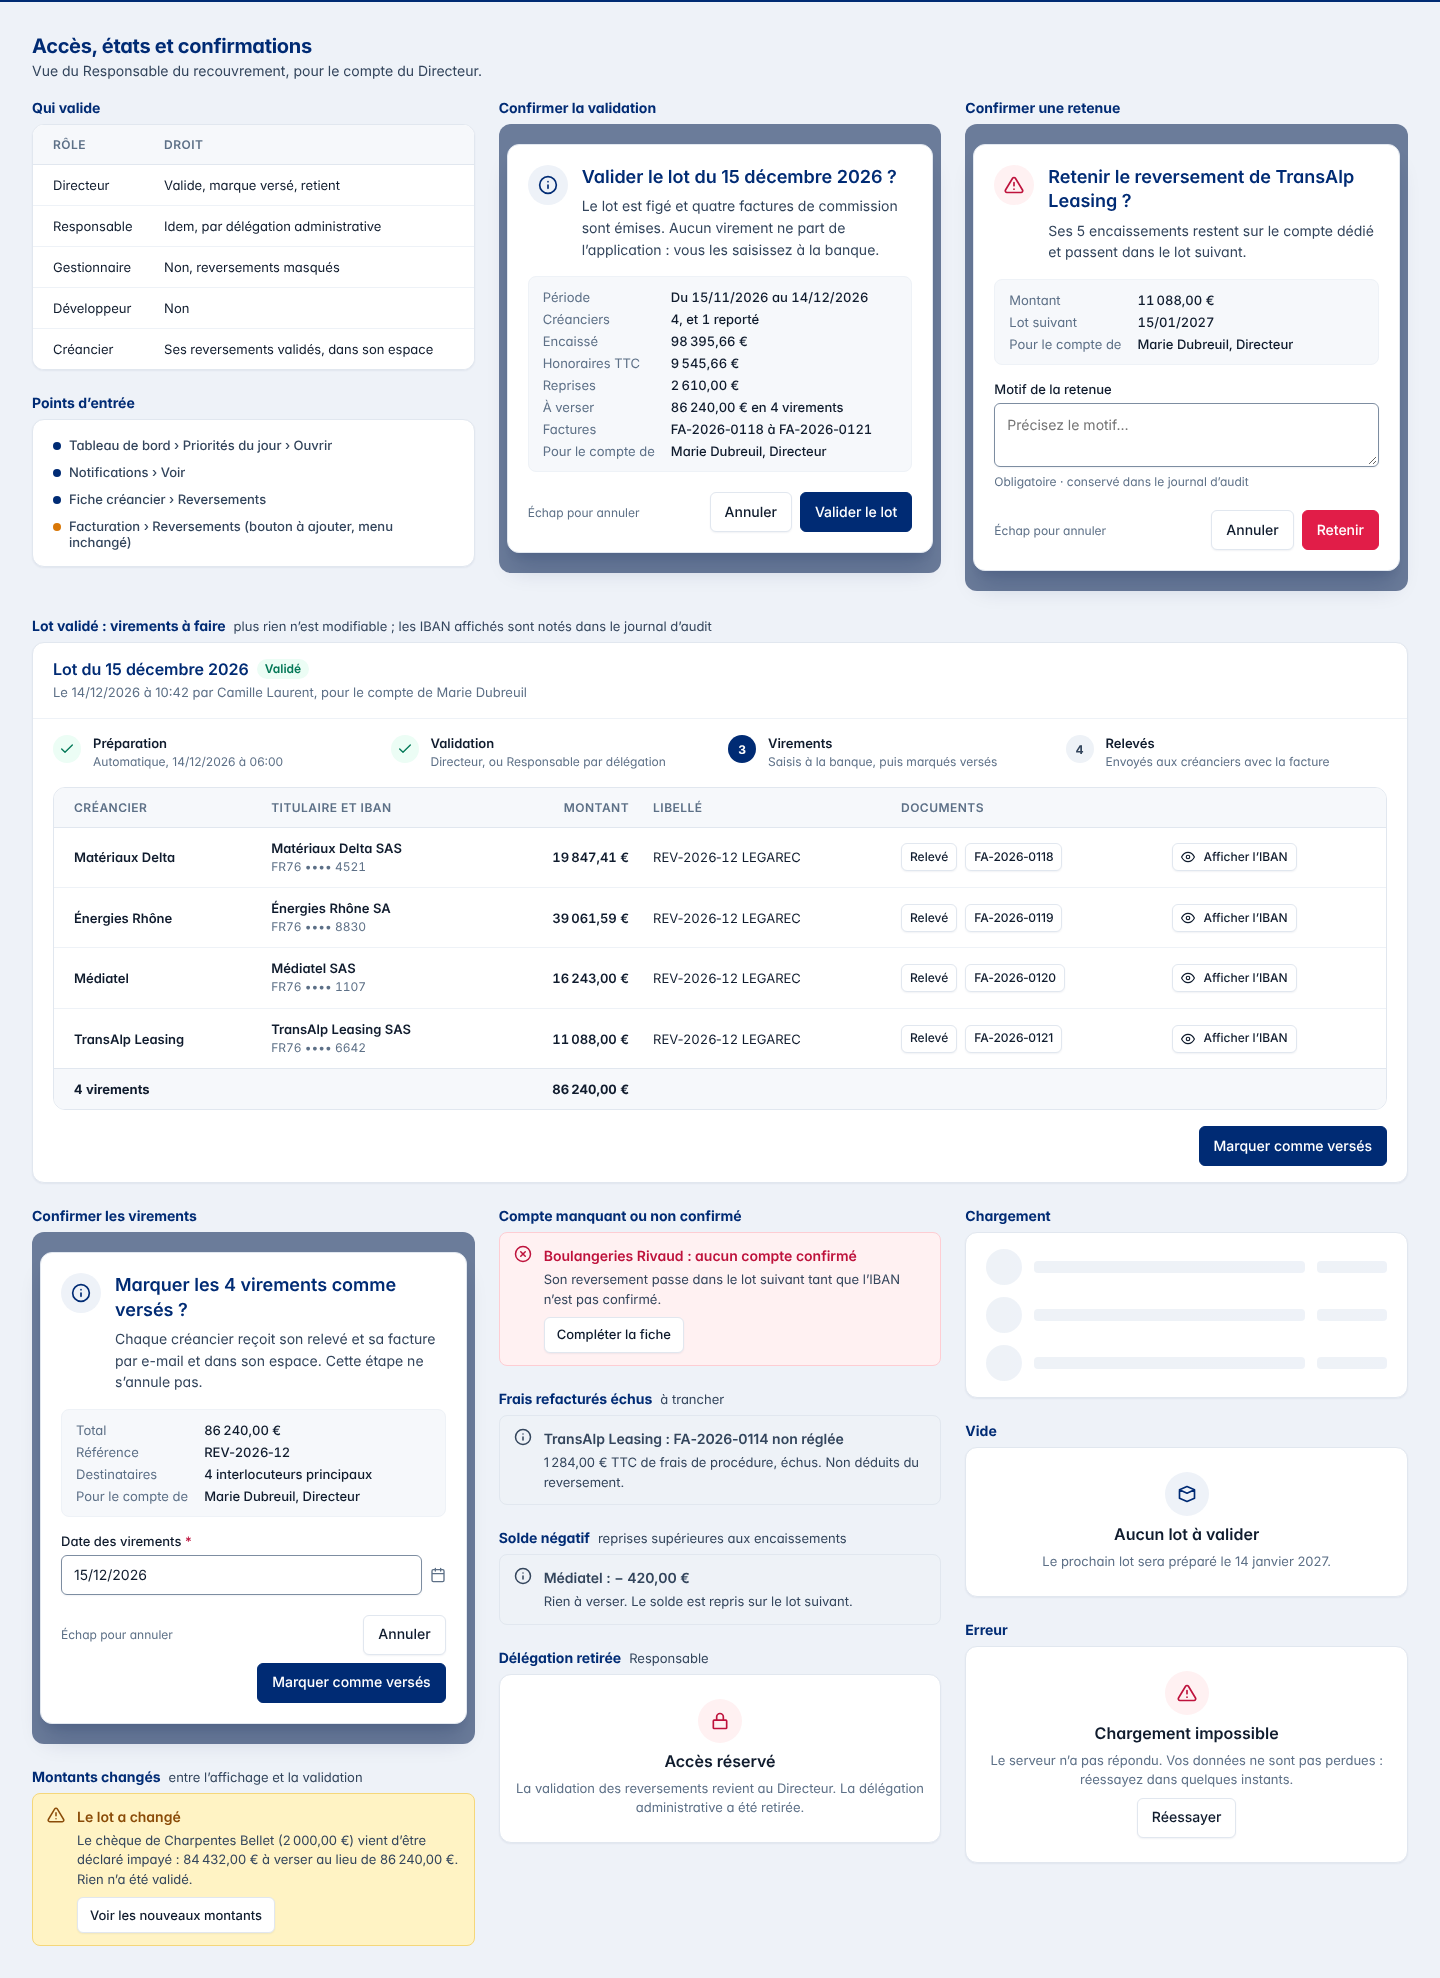 Accès, états et confirmations
Vue du Responsable du recouvrement, pour le compte du Directeur.
Qui valide
RÔLE DROIT
Directeur Valide, marque versé, retient
Responsable Idem, par délégation administrative
Gestionnaire Non, reversements masqués
Développeur Non
Créancier Ses reversements validés, dans son espace
Points d’entrée
Tableau de bord › Priorités du jour › Ouvrir
Notifications › Voir
Fiche créancier › Reversements
Facturation › Reversements (bouton à ajouter, menu
inchangé)
Confirmer la validation
Valider le lot du 15 décembre 2026 ?
Le lot est figé et quatre factures de commission
sont émises. Aucun virement ne part de
l’application : vous les saisissez à la banque.
Période Du 15/11/2026 au 14/12/2026
Créanciers 4, et 1 reporté
Encaissé 98 395,66 €
Honoraires TTC 9 545,66 €
Reprises 2 610,00 €
À verser 86 240,00 € en 4 virements
Factures FA-2026-0118 à FA-2026-0121
Pour le compte de Marie Dubreuil, Directeur
Échap pour annuler Annuler Valider le lot
Confirmer une retenue
Retenir le reversement de TransAlp
Leasing ?
Ses 5 encaissements restent sur le compte dédié
et passent dans le lot suivant.
Montant 11 088,00 €
Lot suivant 15/01/2027
Pour le compte de Marie Dubreuil, Directeur
Motif de la retenue
Précisez le motif…
Obligatoire · conservé dans le journal d’audit
Échap pour annuler Annuler Retenir
Lot validé : virements à faire plus rien n’est modifiable ; les IBAN affichés sont notés dans le journal d’audit
Lot du 15 décembre 2026 Validé
Le 14/12/2026 à 10:42 par Camille Laurent, pour le compte de Marie Dubreuil
Préparation
Automatique, 14/12/2026 à 06:00
Validation
Directeur, ou Responsable par délégation
3 Virements
Saisis à la banque, puis marqués versés
4 Relevés
Envoyés aux créanciers avec la facture
CRÉANCIER TITULAIRE ET IBAN MONTANT LIBELLÉ DOCUMENTS
Matériaux Delta Matériaux Delta SAS
FR76 •••• 4521 19 847,41 € REV-2026-12 LEGAREC Relevé FA-2026-0118 Afficher l’IBAN
Énergies Rhône Énergies Rhône SA
FR76 •••• 8830 39 061,59 € REV-2026-12 LEGAREC Relevé FA-2026-0119 Afficher l’IBAN
Médiatel Médiatel SAS
FR76 •••• 1107 16 243,00 € REV-2026-12 LEGAREC Relevé FA-2026-0120 Afficher l’IBAN
TransAlp Leasing TransAlp Leasing SAS
FR76 •••• 6642 11 088,00 € REV-2026-12 LEGAREC Relevé FA-2026-0121 Afficher l’IBAN
4 virements 86 240,00 €
Marquer comme versés
Confirmer les virements
Marquer les 4 virements comme
versés ?
Chaque créancier reçoit son relevé et sa facture
par e-mail et dans son espace. Cette étape ne
s’annule pas.
Total 86 240,00 €
Référence REV-2026-12
Destinataires 4 interlocuteurs principaux
Pour le compte de Marie Dubreuil, Directeur
Date des virements *
15/12/2026
Échap pour annuler Annuler
Marquer comme versés
Montants changés entre l’affichage et la validation
Le lot a changé
Le chèque de Charpentes Bellet (2 000,00 €) vient d’être
déclaré impayé : 84 432,00 € à verser au lieu de 86 240,00 €.
Rien n’a été validé.
Voir les nouveaux montants
Compte manquant ou non confirmé
Boulangeries Rivaud : aucun compte confirmé
Son reversement passe dans le lot suivant tant que l’IBAN
n’est pas confirmé.
Compléter la fiche
Frais refacturés échus à trancher
TransAlp Leasing : FA-2026-0114 non réglée
1 284,00 € TTC de frais de procédure, échus. Non déduits du
reversement.
Solde négatif reprises supérieures aux encaissements
Médiatel : − 420,00 €
Rien à verser. Le solde est repris sur le lot suivant.
Délégation retirée Responsable
Accès réservé
La validation des reversements revient au Directeur. La délégation
administrative a été retirée.
Chargement
Vide
Aucun lot à valider
Le prochain lot sera préparé le 14 janvier 2027.
Erreur
Chargement impossible
Le serveur n’a pas répondu. Vos données ne sont pas perdues :
réessayez dans quelques instants.
Réessayer